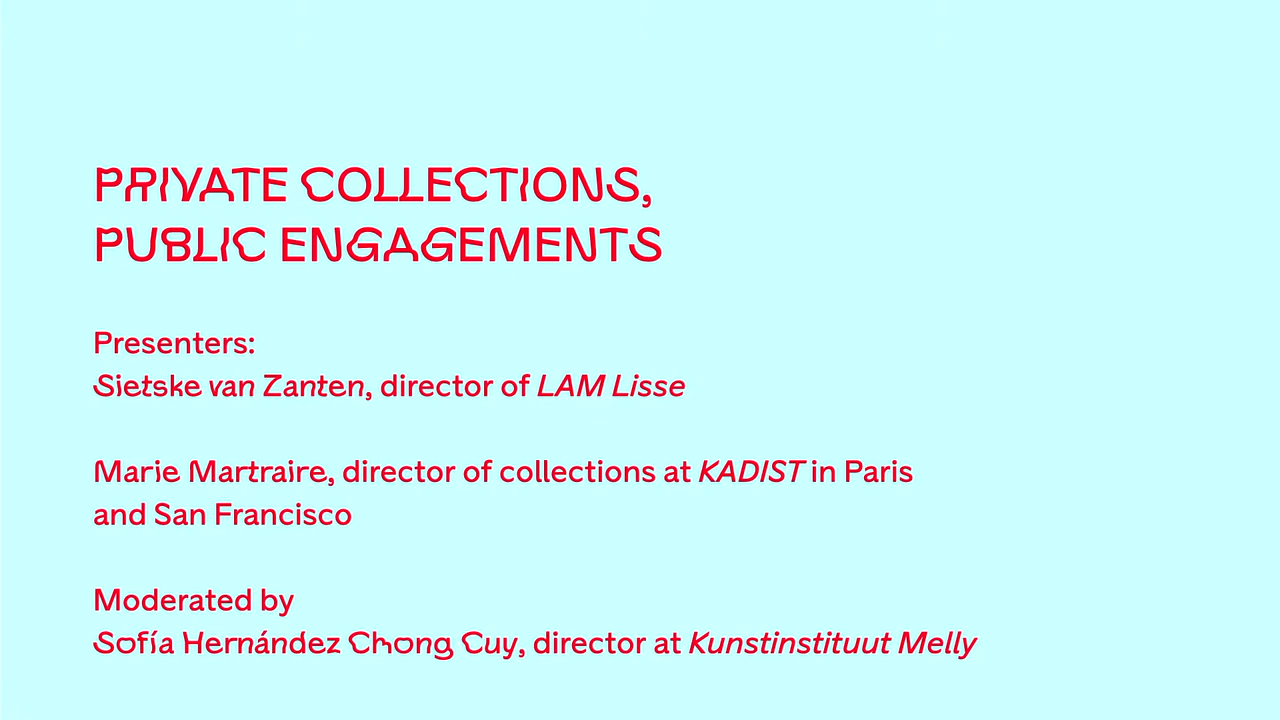 PRIVATE COLLECTIONS,
PUBLIC ENGAGEMENTS
Presenters:
Sietske van Zanten, director of LAM Lisse
Marie Martraire, director of collections at KADIST in Paris
and San Francisco
Moderated by
Sofía Hernández Chong Cuy, director at Kunstinstituut Melly